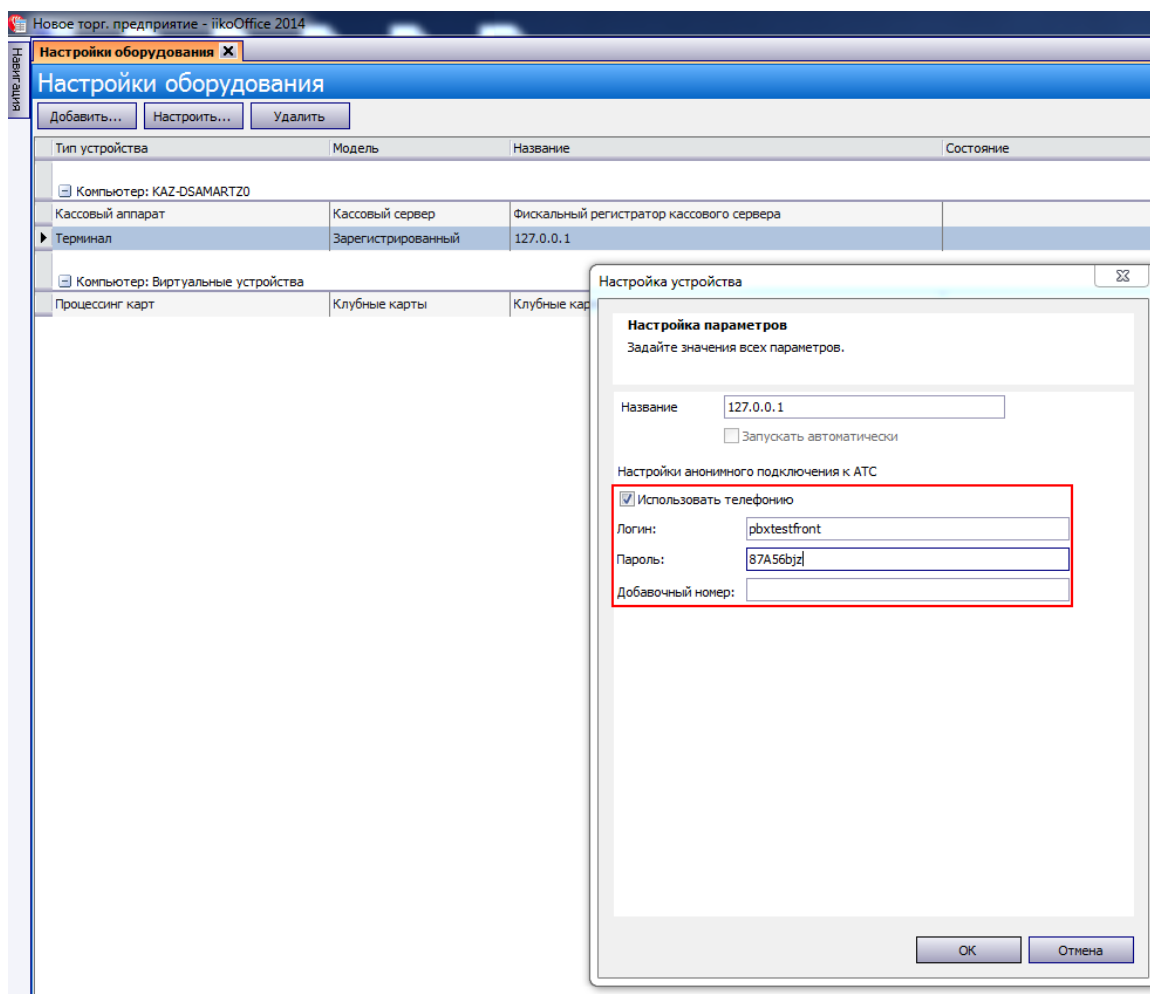 Новое торг. предприятие - iikoOffice 2014
Навигация
Настройки оборудования
Настройки оборудования
Добавить... Настроить... Удалить
Тип устройства Модель Название Состояние
Компьютер: KAZ-DSAMARTZ0
Кассовый аппарат Кассовый сервер Фискальный регистратор кассового сервера
Терминал Зарегистрированный 127.0.0.1
Компьютер: Виртуальные устройства
Процессинг карт Клубные карты Клубные кар
Настройка устройства
Настройка параметров
Задайте значения всех параметров.
Название 127.0.0.1
Запускать автоматически
Настройки анонимного подключения к АТС
Использовать телефонию
Логин: pbxtestfront
Пароль: 87A56bjz
Добавочный номер:
OK Отмена